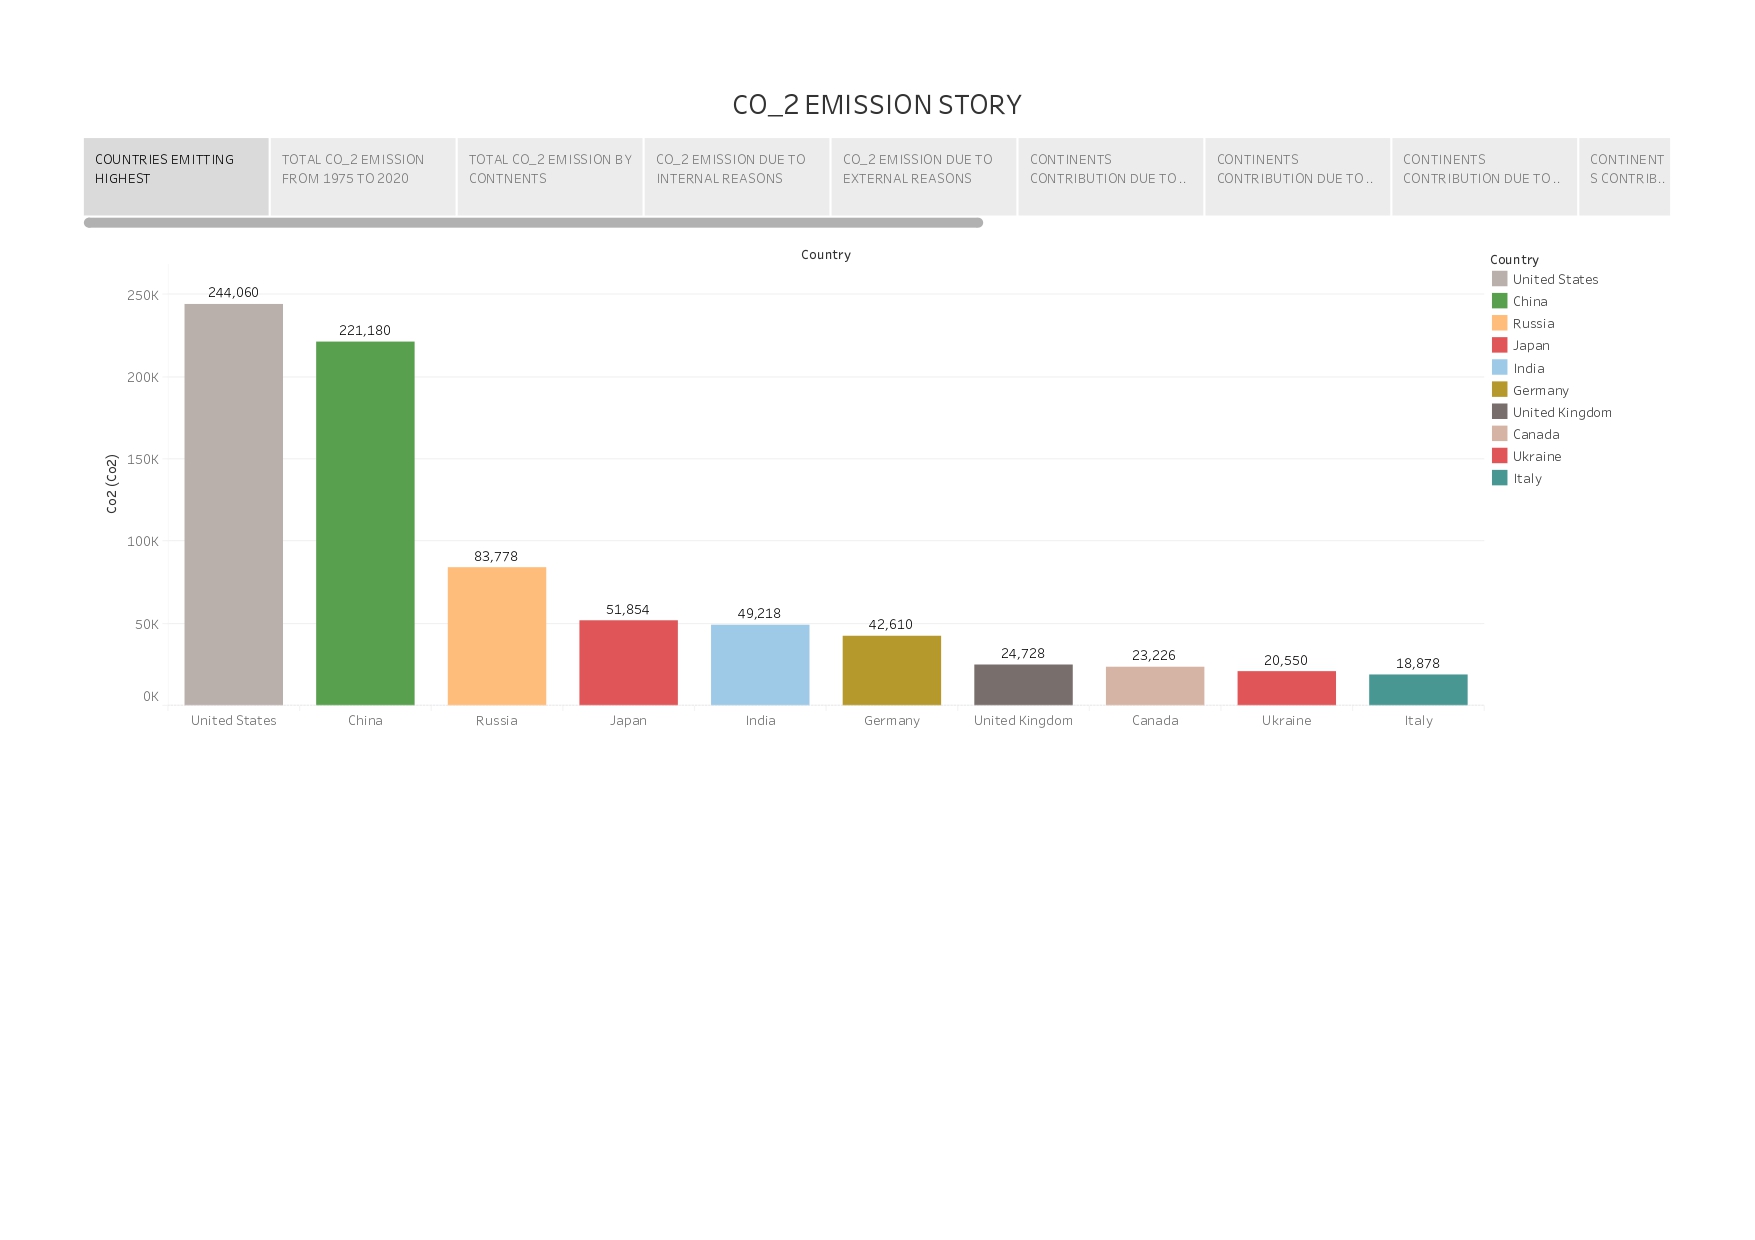 CO_2 EMISSION STORY
COUNTRIES EMITTING
HIGHEST
TOTAL CO_2 EMISSION
FROM 1975 TO 2020
TOTAL CO_2 EMISSION BY
CONTNENTS
CO_2 EMISSION DUE TO
INTERNAL REASONS
CO_2 EMISSION DUE TO
EXTERNAL REASONS
CONTINENTS
CONTRIBUTION DUE TO..
CONTINENTS
CONTRIBUTION DUE TO..
CONTINENTS
CONTRIBUTION DUE TO..
CONTINENT
S CONTRIB..
Country
Co2 (Co2)
250K
200K
150K
100K
50K
0K
244,060
221,180
83,778
51,854
49,218
42,610
24,728
23,226
20,550
18,878
United States
China
Russia
Japan
India
Germany
United Kingdom
Canada
Ukraine
Italy
Country
United States
China
Russia
Japan
India
Germany
United Kingdom
Canada
Ukraine
Italy